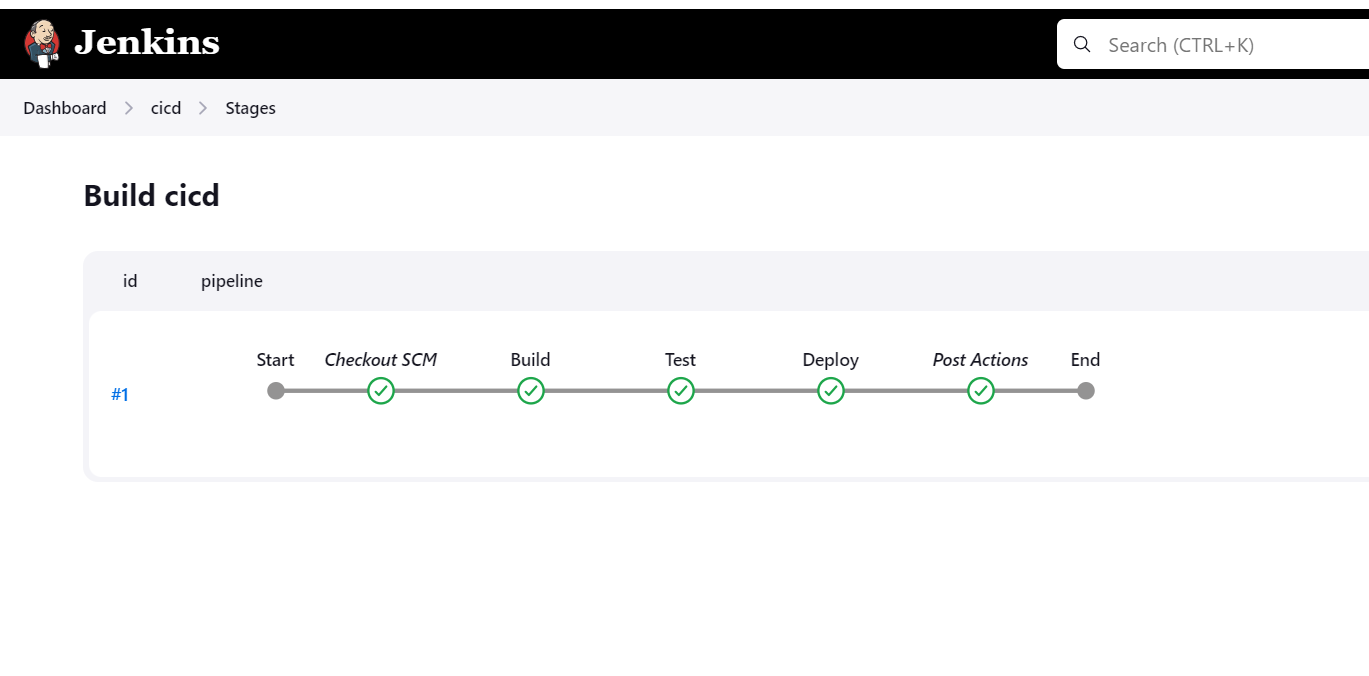 Jenkins
Search (CTRL+K)
Dashboard > cicd > Stages
Build cicd
id pipeline
Start Checkout SCM Build Test Deploy Post Actions End
#1